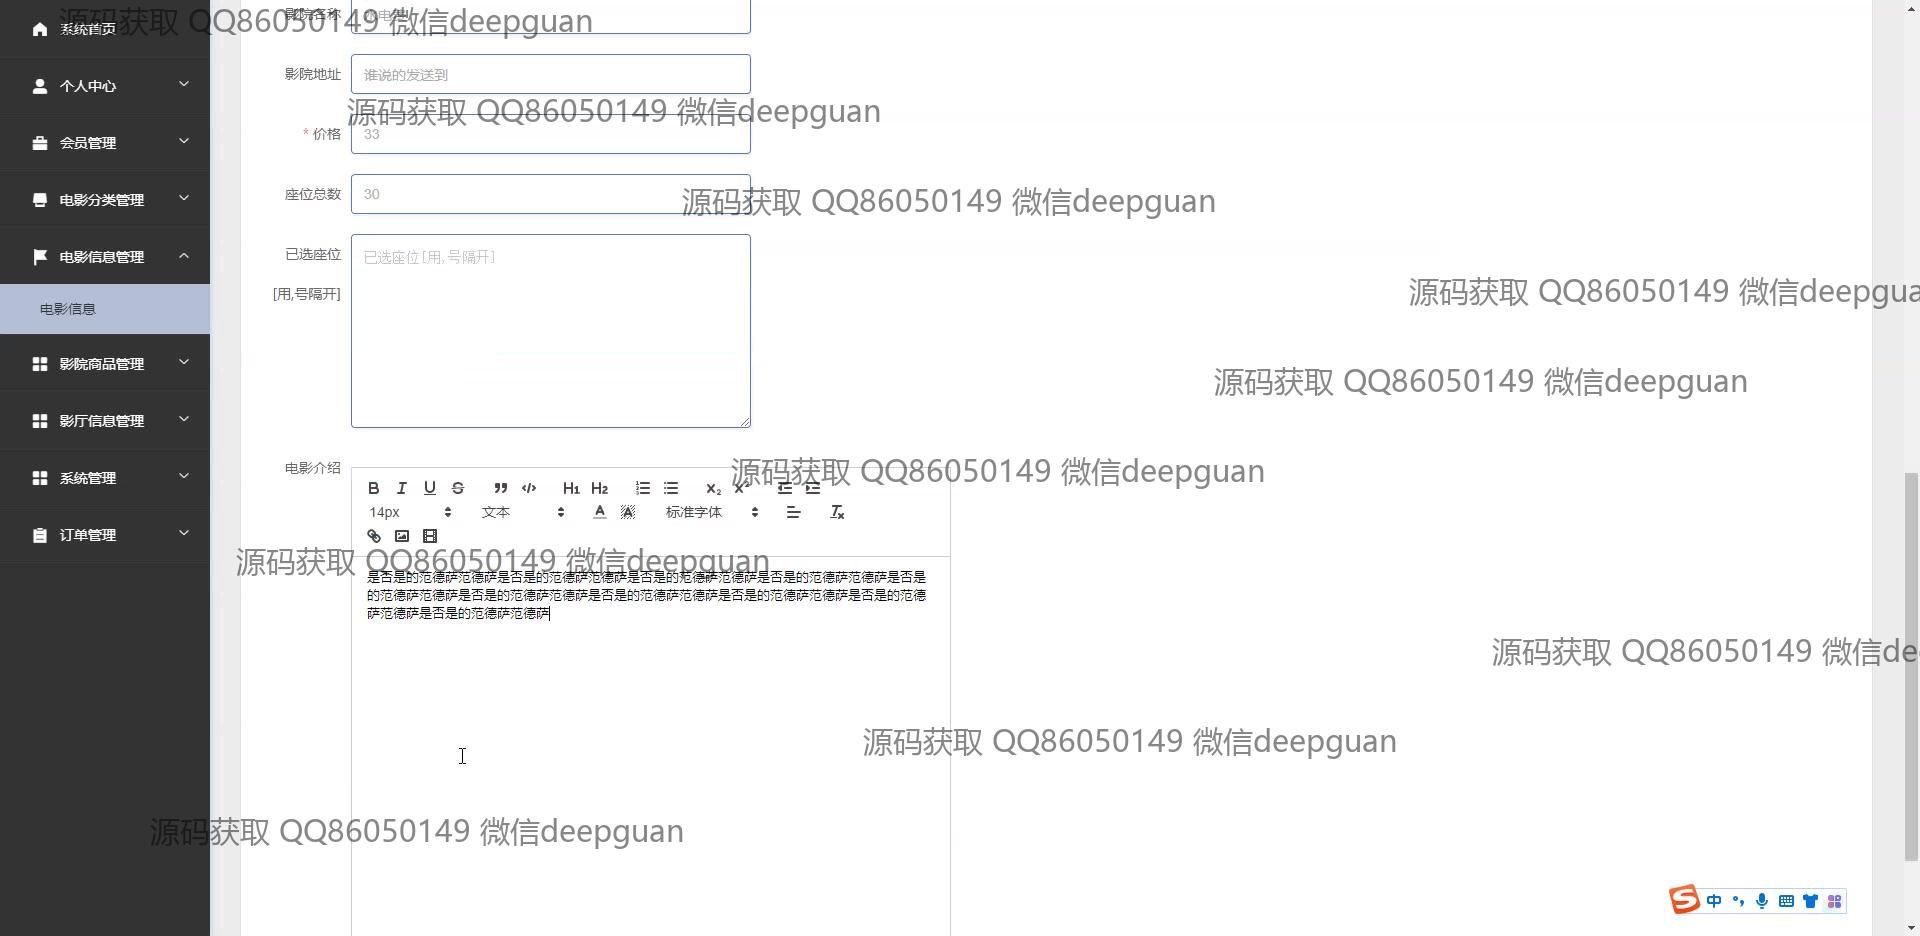 系统首页
个人中心
会员管理
电影分类管理
电影信息管理
电影信息
影院商品管理
影厅信息管理
系统管理
订单管理
影院名称
影院地址 谁说的发送到
* 价格 33
座位总数 30
已选座位 已选座位[用,号隔开]
[用,号隔开]
电影介绍
B I U S H1 H2 X₂ X²
14px 文本 A A 标准字体 Tx
是否是的范德萨范德萨是否是的范德萨范德萨是否是的范德萨范德萨是否是的范德萨范德萨是否是
的范德萨范德萨是否是的范德萨范德萨是否是的范德萨范德萨是否是的范德萨范德萨是否是的范德
萨范德萨是否是的范德萨范德萨
源码获取 QQ86050149 微信deepguan
源码获取 QQ86050149 微信deepguan
源码获取 QQ86050149 微信deepguan
源码获取 QQ86050149 微信deepgua
源码获取 QQ86050149 微信deepguan
源码获取 QQ86050149 微信deepguan
源码获取 QQ86050149 微信deepguan
源码获取 QQ86050149 微信de
源码获取 QQ86050149 微信deepguan
源码获取 QQ86050149 微信deepguan
中